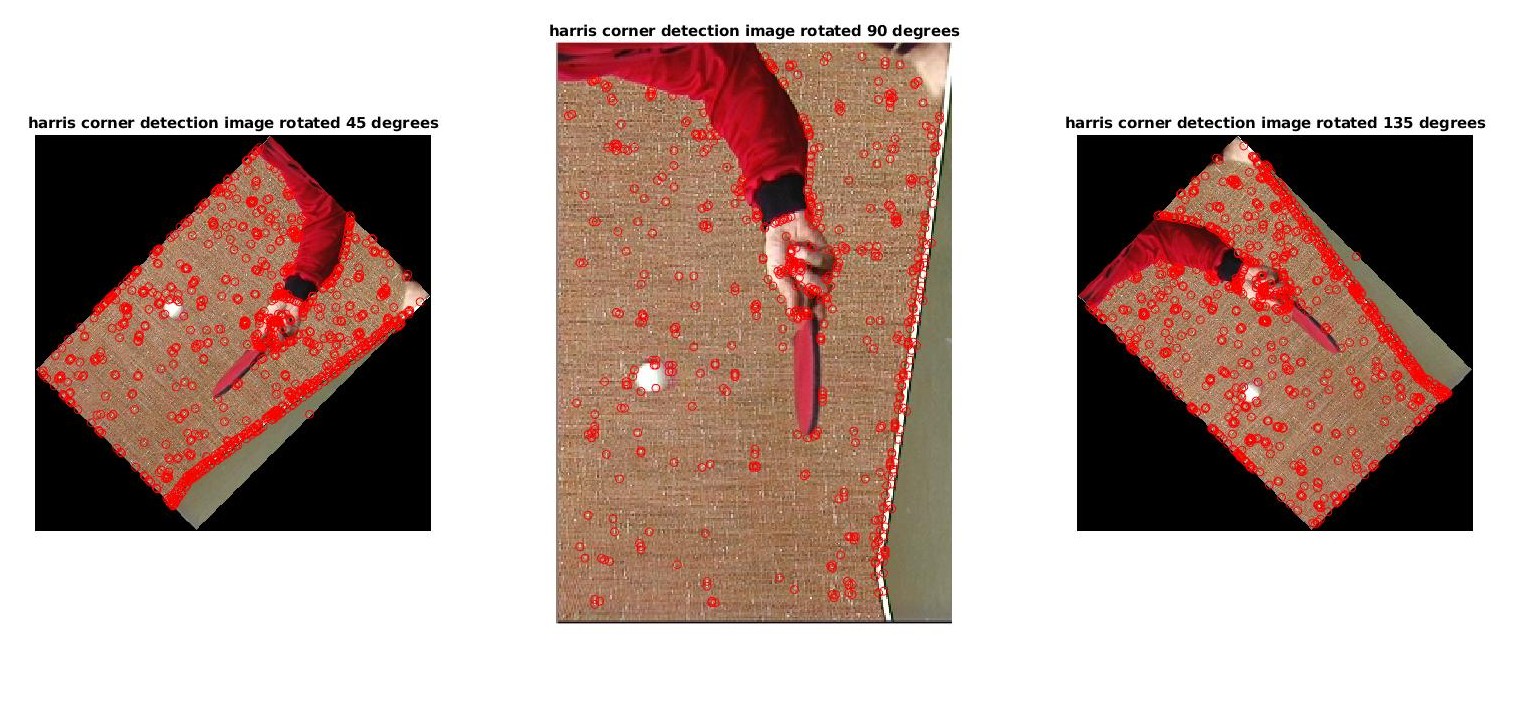 harris corner detection image rotated 45 degrees
harris corner detection image rotated 90 degrees
harris corner detection image rotated 135 degrees